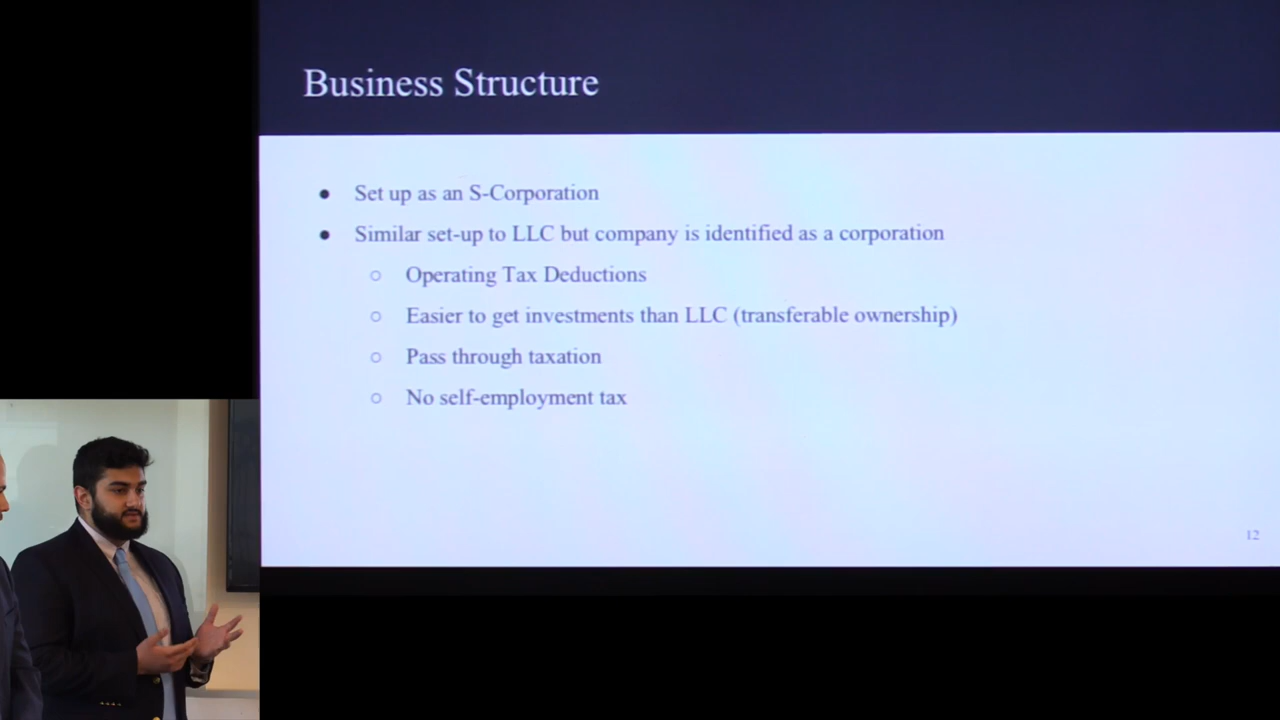 Business Structure
● Set up as an S-Corporation
● Similar set-up to LLC but company is identified as a corporation
○ Operating Tax Deductions
○ Easier to get investments than LLC (transferable ownership)
○ Pass through taxation
○ No self-employment tax
12